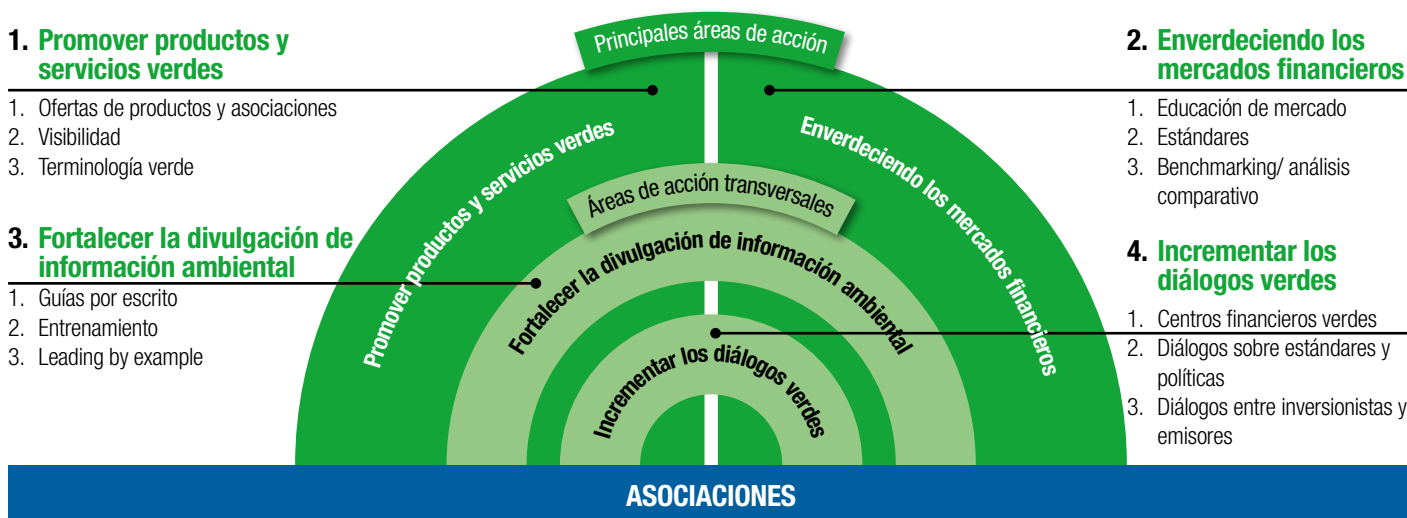 Principales áreas de acción
1. Promover productos y
servicios verdes
1. Ofertas de productos y asociaciones
2. Visibilidad
3. Terminología verde
3. Fortalecer la divulgación de
información ambiental
1. Guías por escrito
2. Entrenamiento
3. Leading by example
Promover productos y servicios verdes
Enverdeciendo los mercados financieros
Áreas de acción transversales
Fortalecer la divulgación de información ambiental
Incrementar los diálogos verdes
2. Enverdeciendo los
mercados financieros
1. Educación de mercado
2. Estándares
3. Benchmarking/ análisis
comparativo
4. Incrementar los
diálogos verdes
1. Centros financieros verdes
2. Diálogos sobre estándares y
políticas
3. Diálogos entre inversionistas y
emisores
ASOCIACIONES